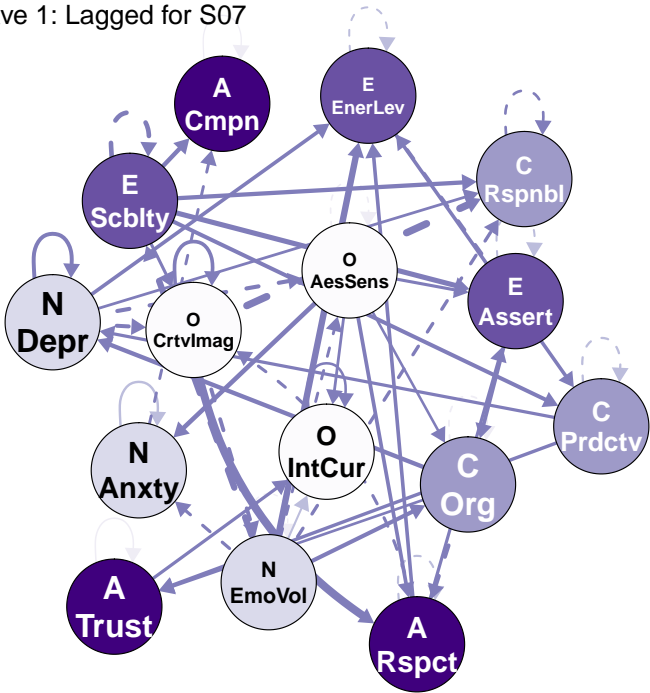 ve 1: Lagged for S07
A
Cmpn
E
EnerLev
C
Rspnbl
E
Scblty
O
AesSens
E
Assert
N
Depr
O
CrtvImag
C
Prdctv
N
Anxty
O
IntCur
C
Org
N
EmoVol
A
Trust
A
Rspct